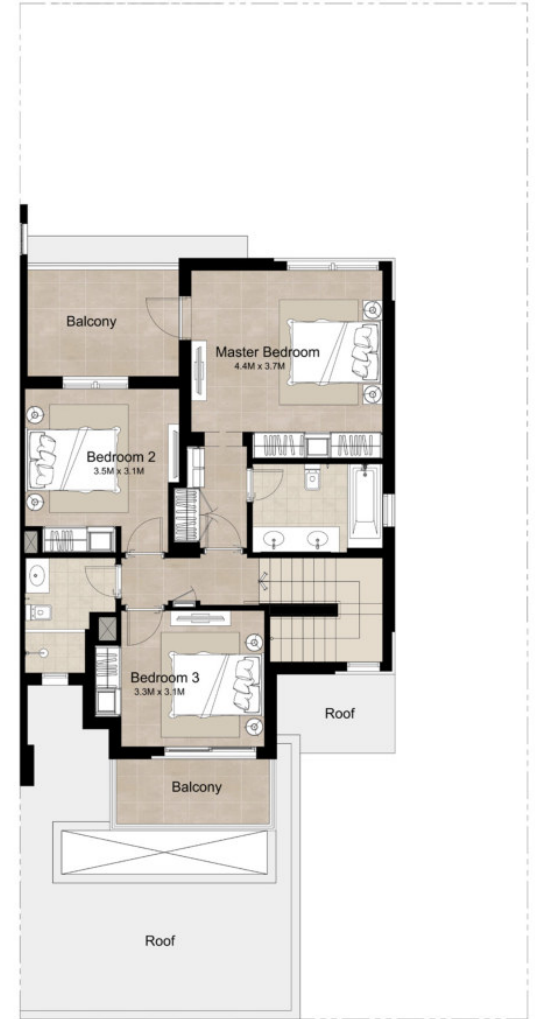 Balcony
Master Bedroom
4.4M x 3.7M
Bedroom 2
3.5M x 3.1M
Bedroom 3
3.3M x 3.1M
Roof
Balcony
Roof